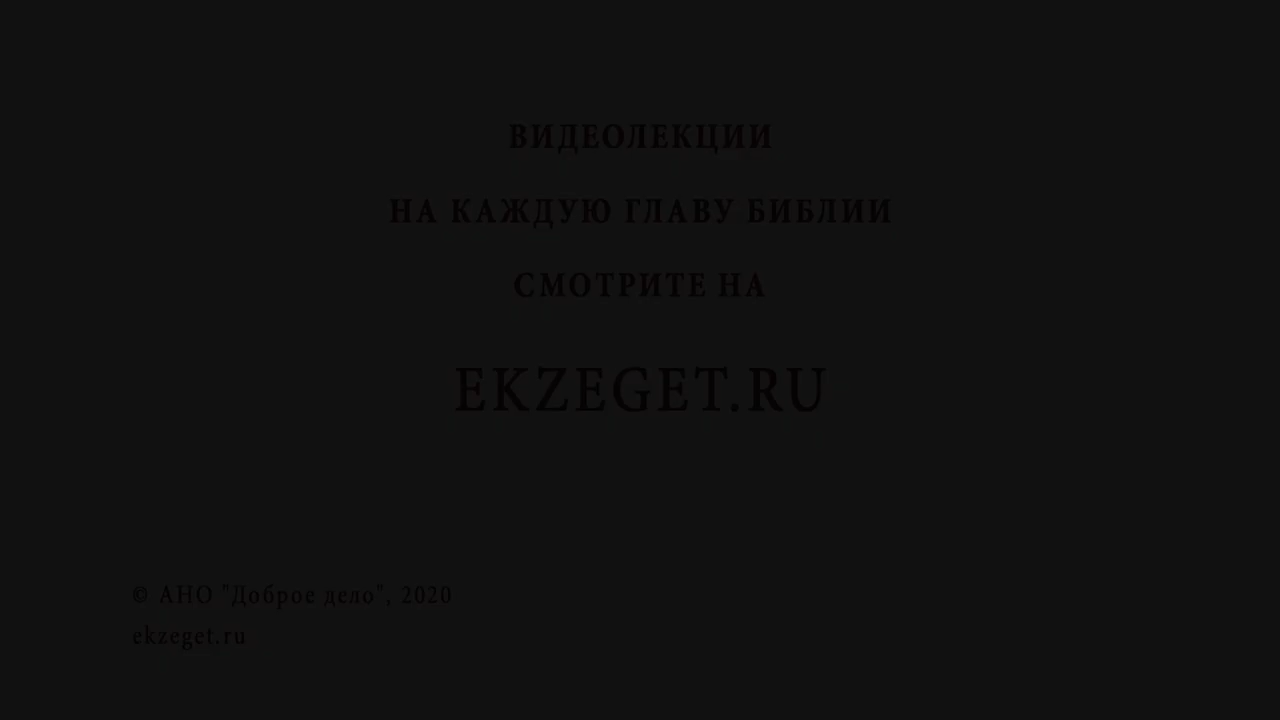 ВИДЕОЛЕКЦИИ
НА КАЖДУЮ ГЛАВУ БИБЛИИ
СМОТРИТЕ НА
EKZEGET.RU
© АНО "Доброе дело", 2020
ekzeget.ru